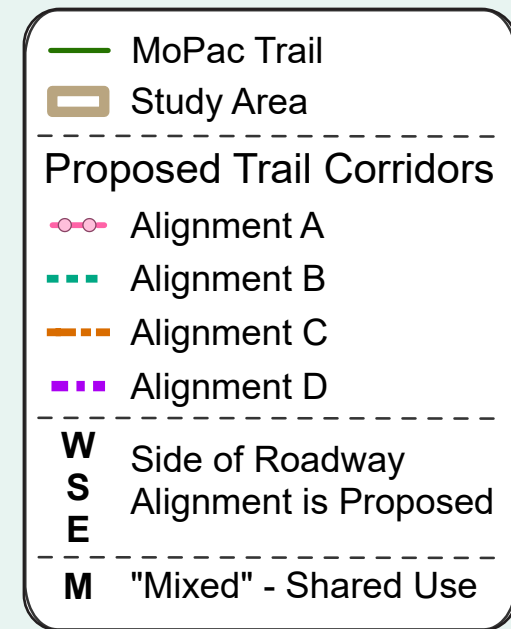 MoPac Trail
Study Area
Proposed Trail Corridors
Alignment A
Alignment B
Alignment C
Alignment D
W
S
E
Side of Roadway
Alignment is Proposed
M "Mixed" - Shared Use